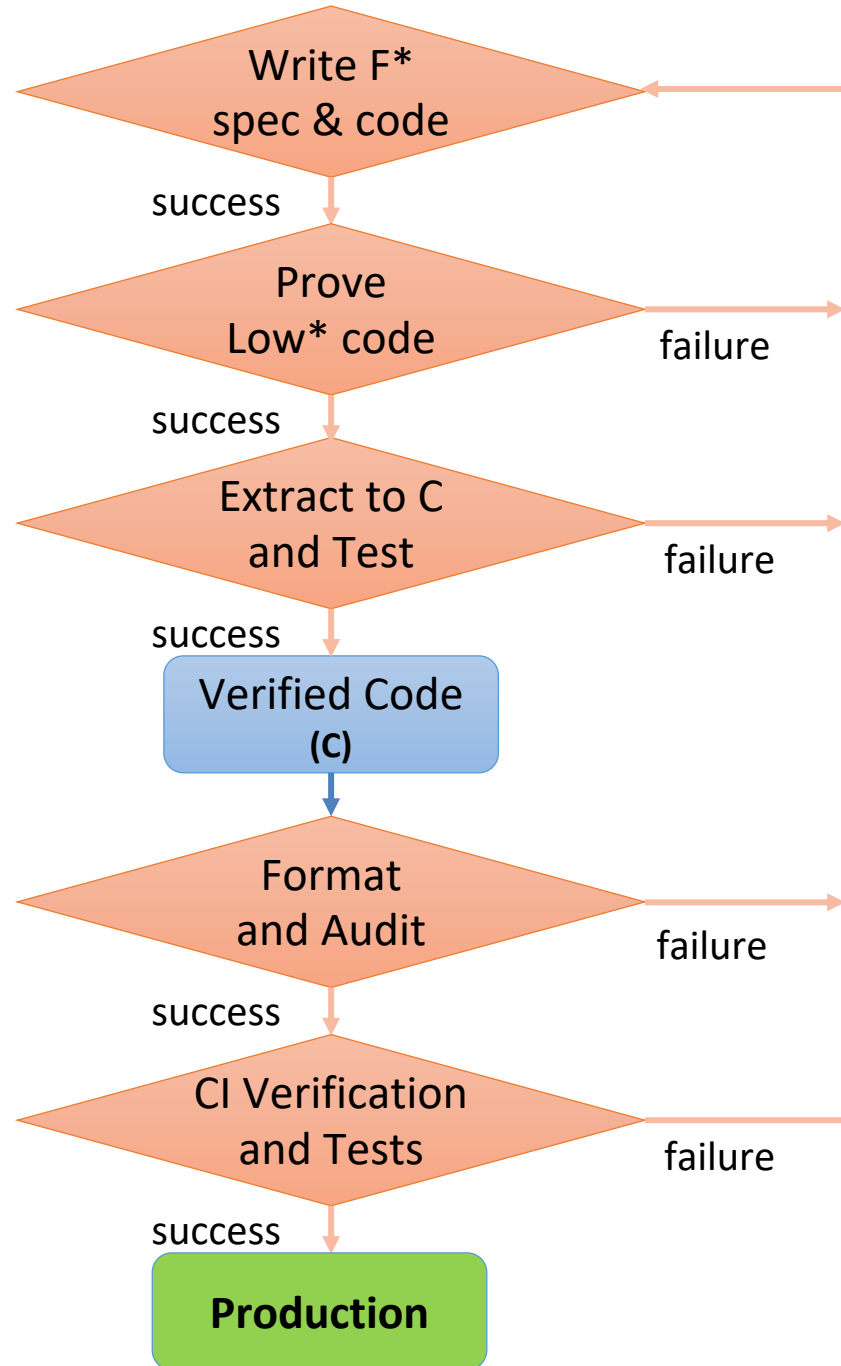 Write F*
spec & code
success
Prove
Low* code
failure
success
Extract to C
and Test
failure
success
Verified Code
(C)
Format
and Audit
failure
success
CI Verification
and Tests
failure
success
Production